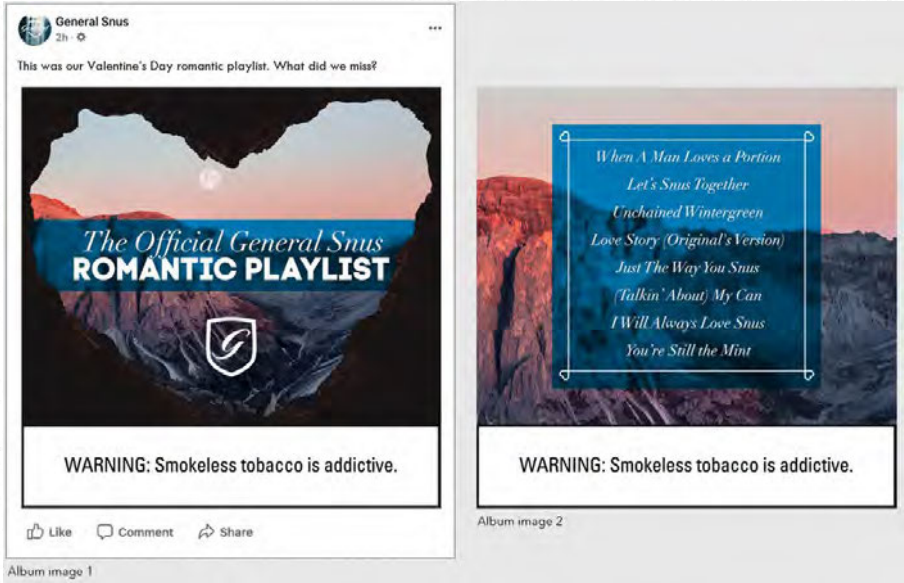 General Snus
2h ·
This was our Valentine's Day romantic playlist. What did we miss?
The Official General Snus
ROMANTIC PLAYLIST
G
WARNING: Smokeless tobacco is addictive.
Like Comment Share
Album image 1
When A Man Loves a Portion
Let's Snus Together
Unchained Wintergreen
Love Story (Original's Version)
Just The Way You Snus
(Talkin' About) My Can
I Will Always Love Snus
You're Still the Mint
WARNING: Smokeless tobacco is addictive.
Album image 2